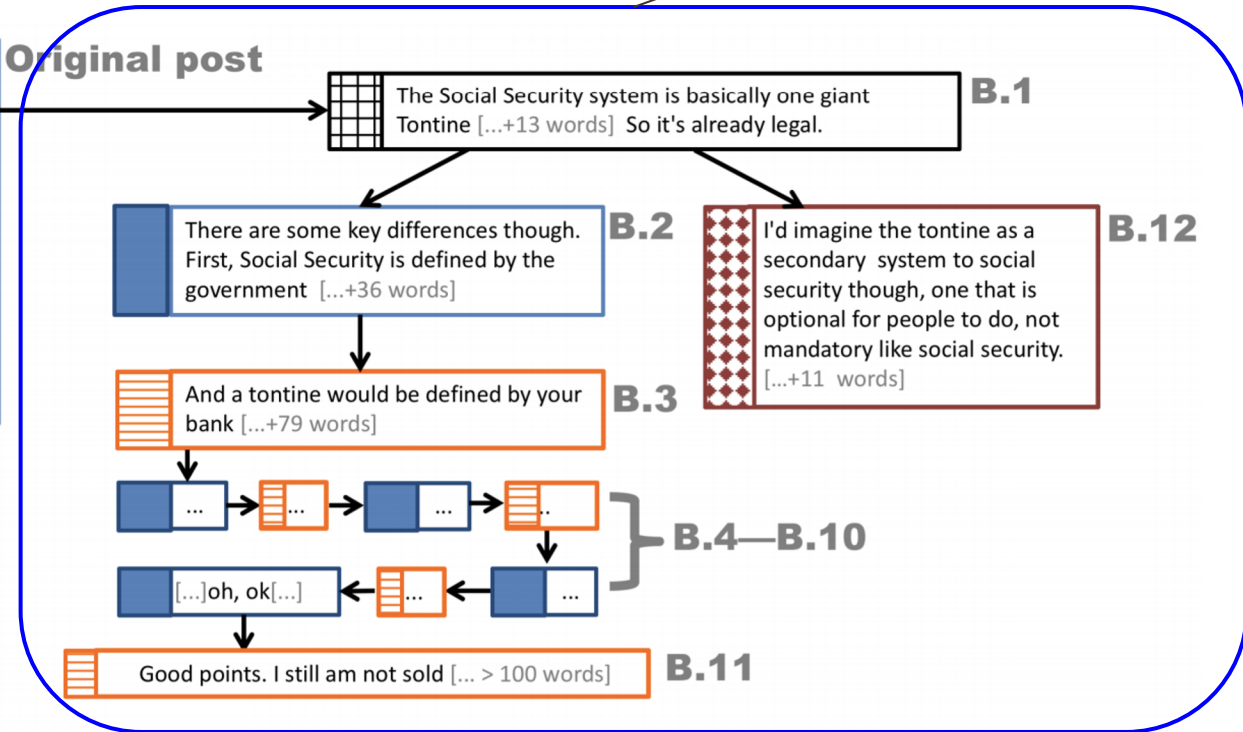 Original post
The Social Security system is basically one giant
Tontine [...+13 words] So it's already legal.
B.1
There are some key differences though.
First, Social Security is defined by the
government [...+36 words]
B.2
I'd imagine the tontine as a
secondary system to social
security though, one that is
optional for people to do, not
mandatory like social security.
[...+11 words]
B.12
And a tontine would be defined by your
bank [...+79 words]
B.3
...
...
...
..
B.4—B.10
[...]oh, ok[...]
...
...
Good points. I still am not sold [... > 100 words]
B.11